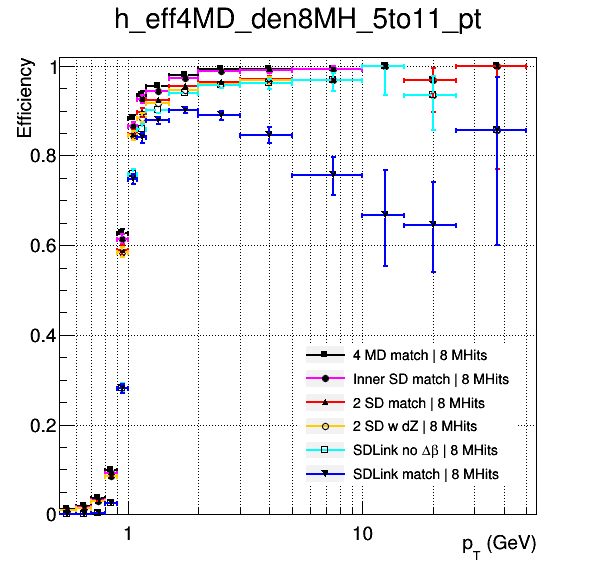 h_eff4MD_den8MH_5to11_pt
Efficiency
1
0.8
0.6
0.4
0.2
0
4 MD match | 8 MHits
Inner SD match | 8 MHits
2 SD match | 8 MHits
2 SD w dZ | 8 MHits
SDLink no Δβ | 8 MHits
SDLink match | 8 MHits
1
10
p_T (GeV)